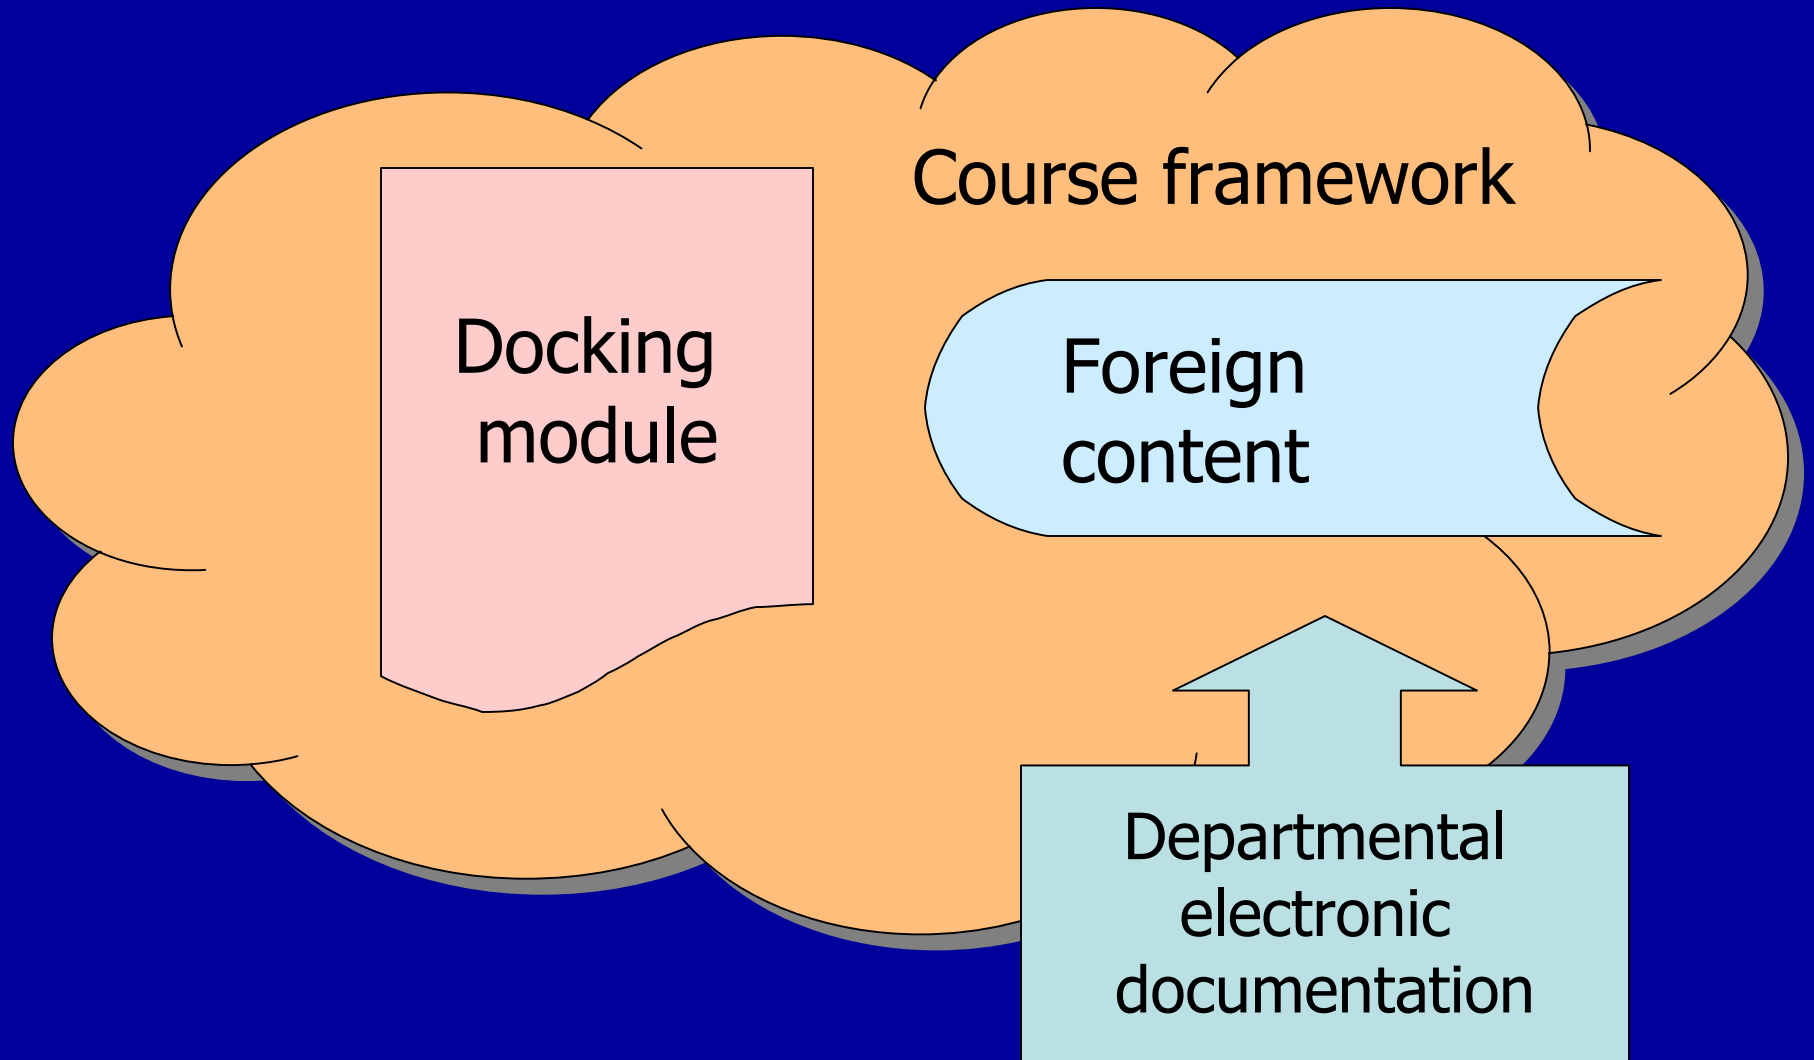 Course framework
Docking
module
Foreign
content
Departmental
electronic
documentation